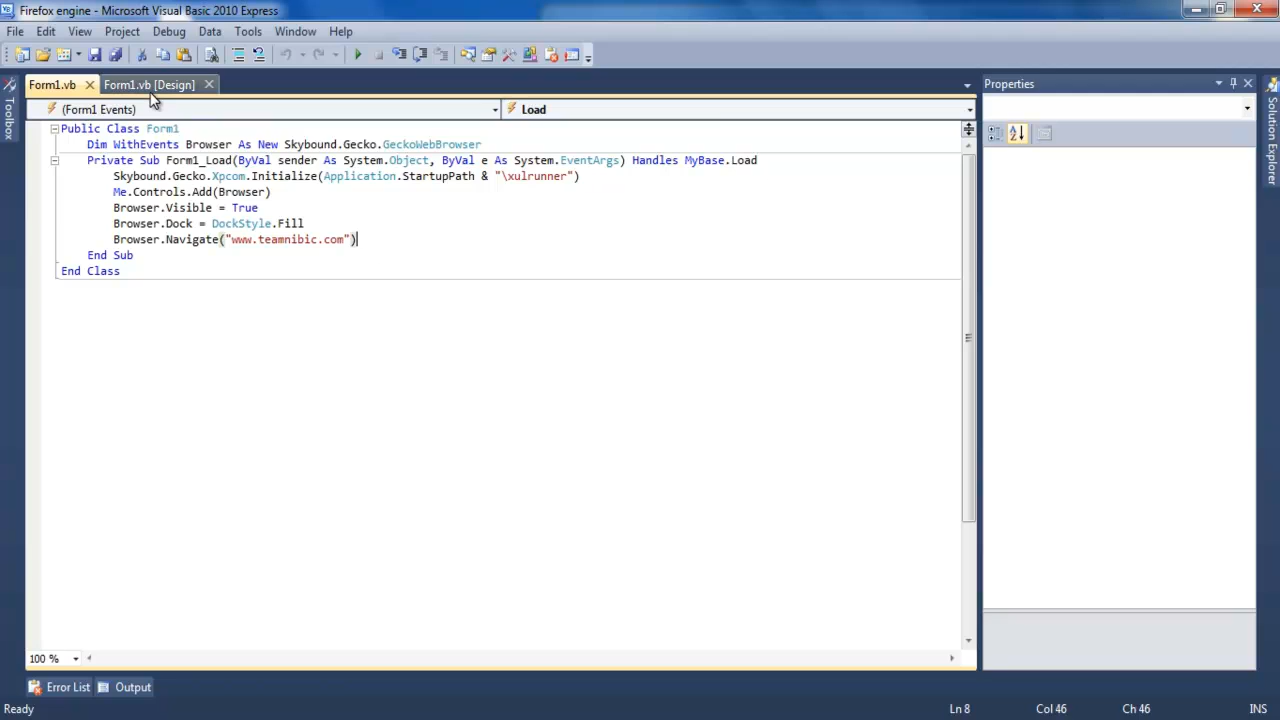 Firefox engine - Microsoft Visual Basic 2010 Express
File Edit View Project Debug Data Tools Window Help
Form1.vb Form1.vb [Design]
Properties
(Form1 Events) Load
Toolbox
Solution Explorer
Public Class Form1
Dim WithEvents Browser As New Skybound.Gecko.GeckoWebBrowser
Private Sub Form1_Load(ByVal sender As System.Object, ByVal e As System.EventArgs) Handles MyBase.Load
Skybound.Gecko.Xpcom.Initialize(Application.StartupPath & "\xulrunner")
Me.Controls.Add(Browser)
Browser.Visible = True
Browser.Dock = DockStyle.Fill
Browser.Navigate("www.teamnibic.com")
End Sub
End Class
100 %
Error List Output
Ready Ln 8 Col 46 Ch 46 INS